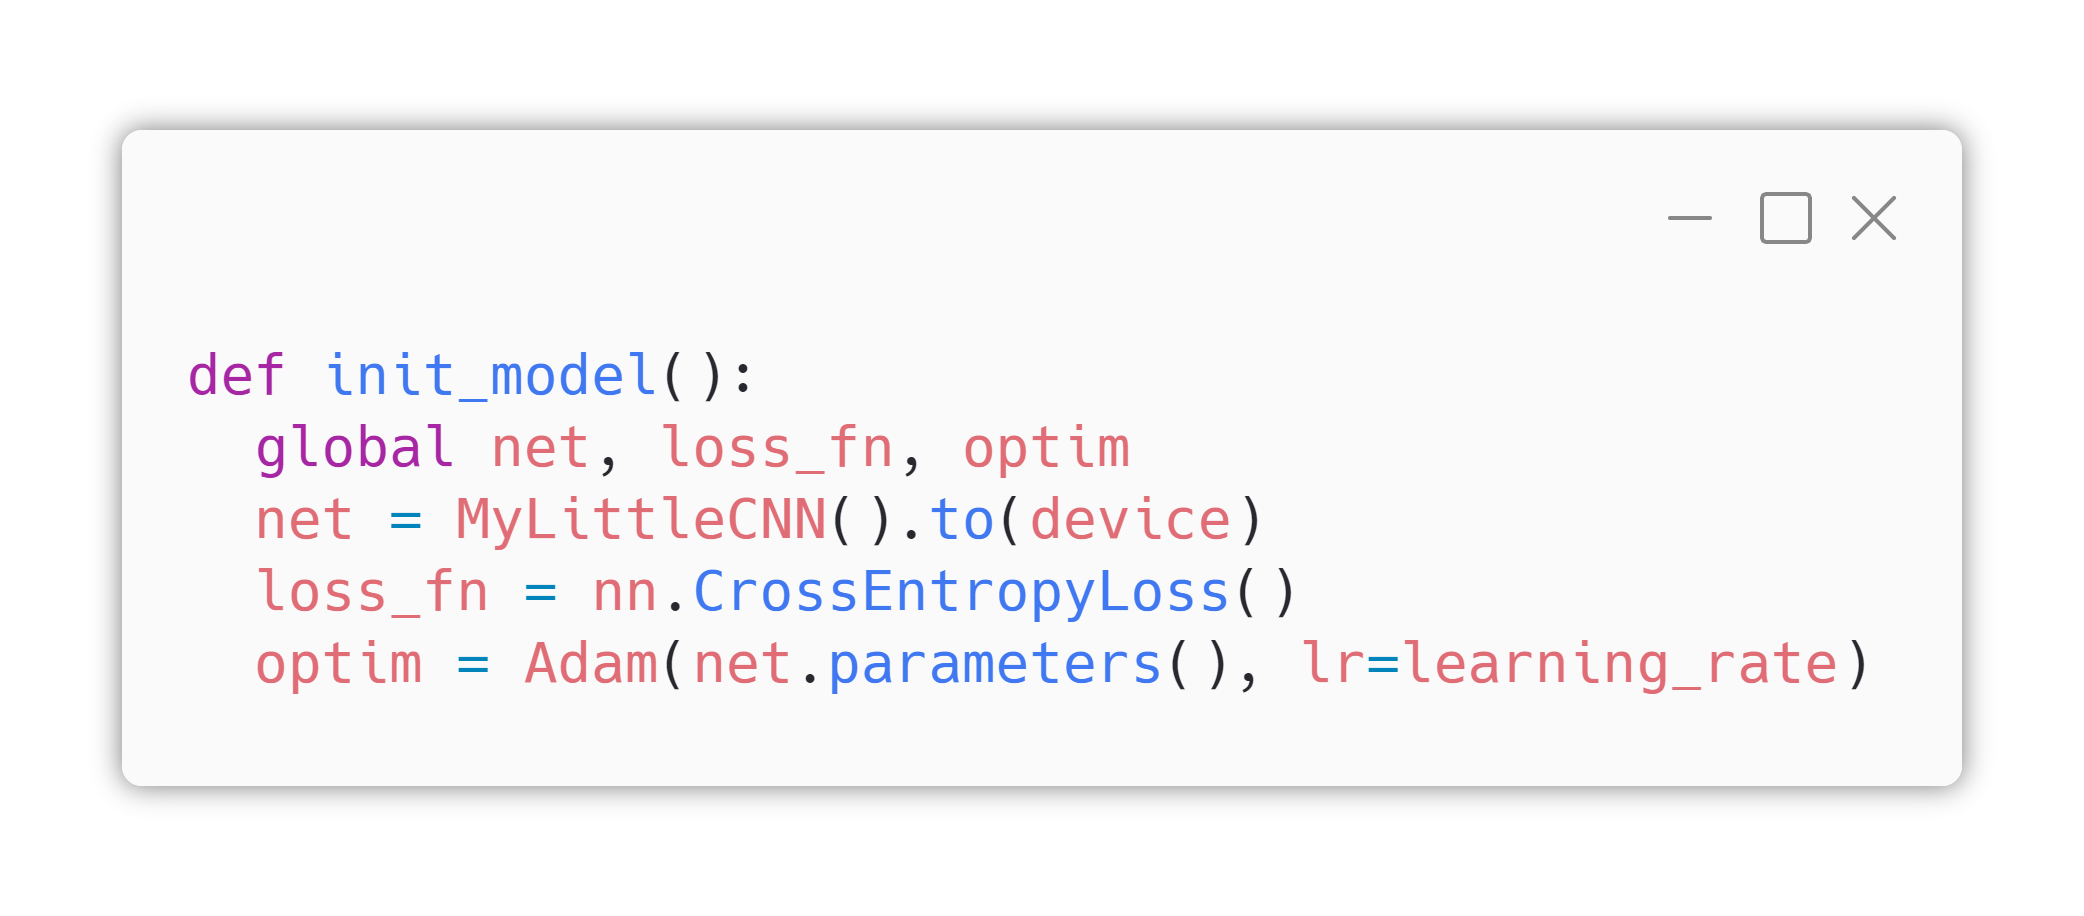 def init_model():
  global net, loss_fn, optim
  net = MyLittleCNN().to(device)
  loss_fn = nn.CrossEntropyLoss()
  optim = Adam(net.parameters(), lr=learning_rate)